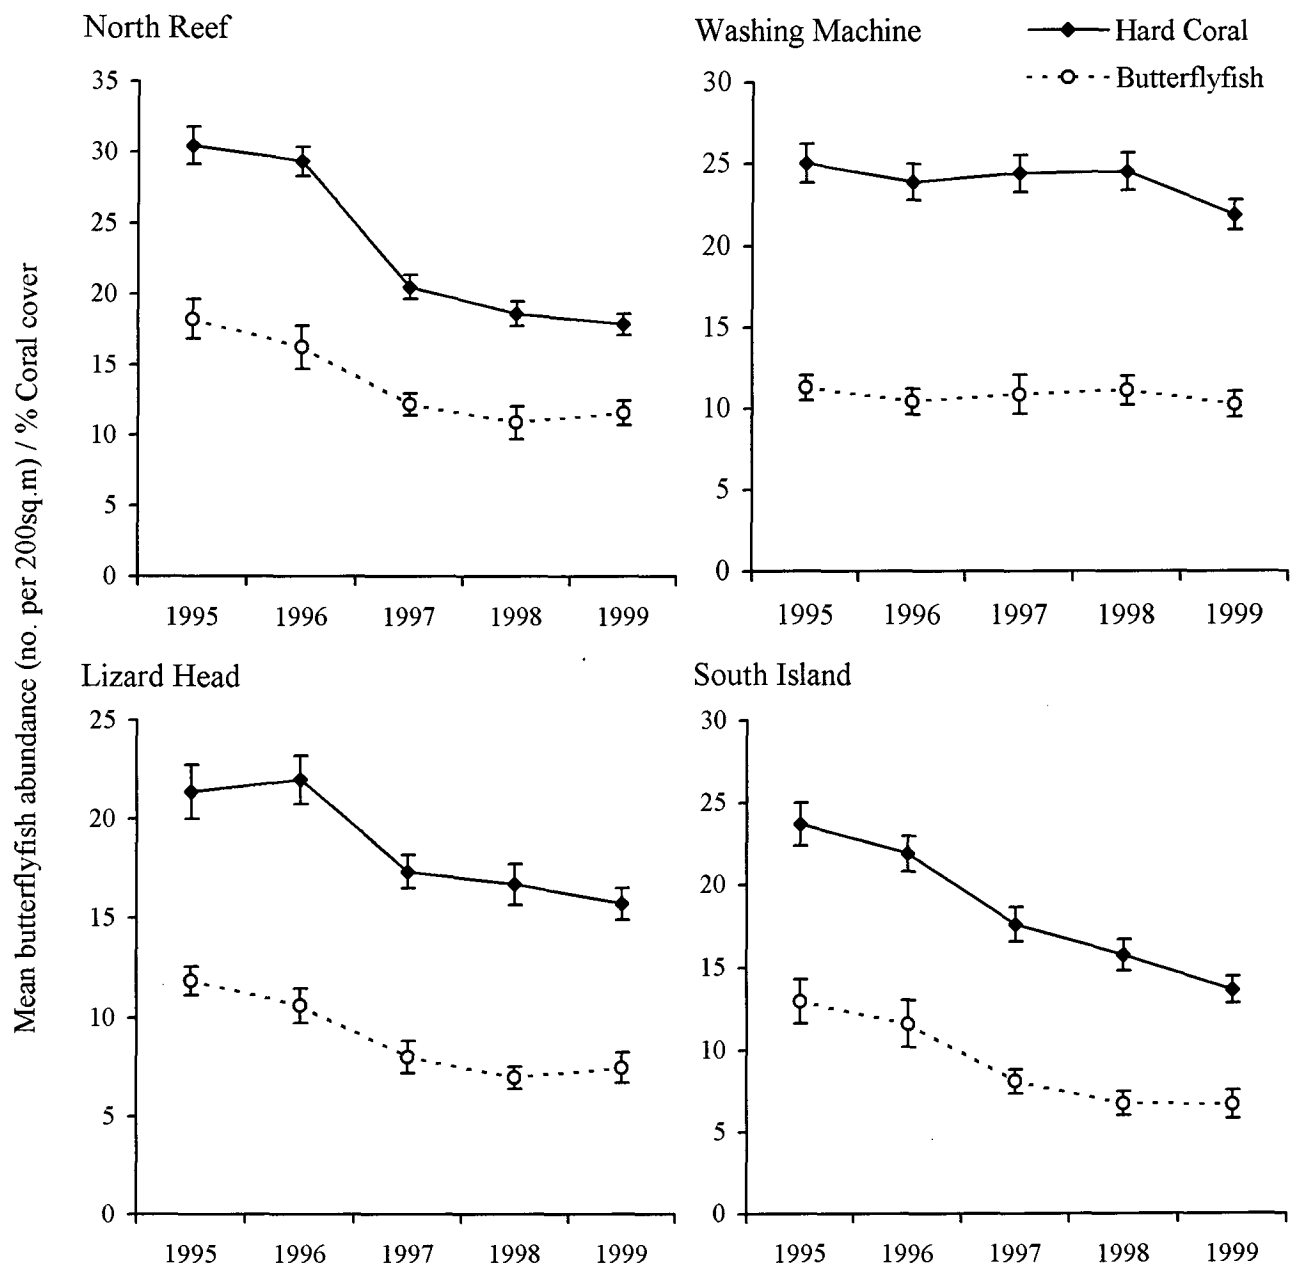 North Reef
Washing Machine
Hard Coral
Butterflyfish
Mean butterflyfish abundance (no. per 200sq.m) / % Coral cover
35
30
25
20
15
10
5
0
1995 1996 1997 1998 1999
30
25
20
15
10
5
0
1995 1996 1997 1998 1999
Lizard Head
South Island
25
20
15
10
5
0
1995 1996 1997 1998 1999
30
25
20
15
10
5
0
1995 1996 1997 1998 1999